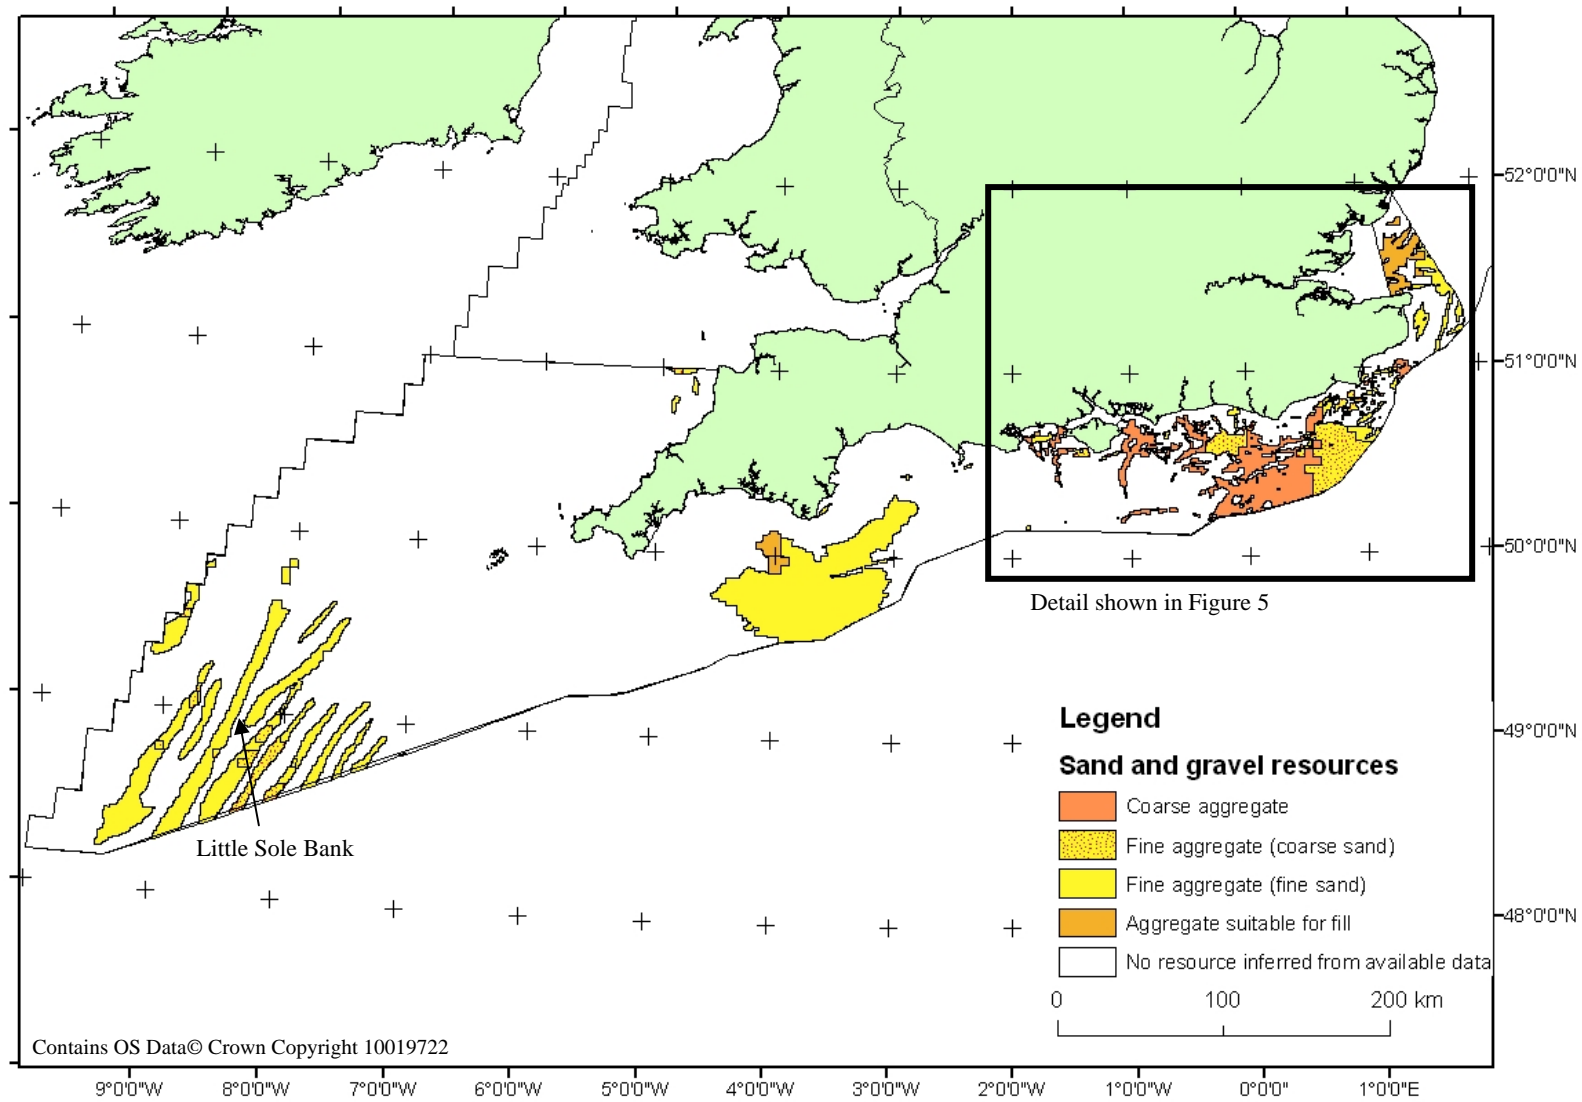 52°0'0"N
51°0'0"N
50°0'0"N
Detail shown in Figure 5
Legend
49°0'0"N
Sand and gravel resources
Coarse aggregate
Fine aggregate (coarse sand)
Little Sole Bank
Fine aggregate (fine sand)
48°0'0"N
Aggregate suitable for fill
No resource inferred from available data
0 100 200 km
Contains OS Data© Crown Copyright 10019722
9°0'0"W 8°0'0"W 7°0'0"W 6°0'0"W 5°0'0"W 4°0'0"W 3°0'0"W 2°0'0"W 1°0'0"W 0°0'0" 1°0'0"E